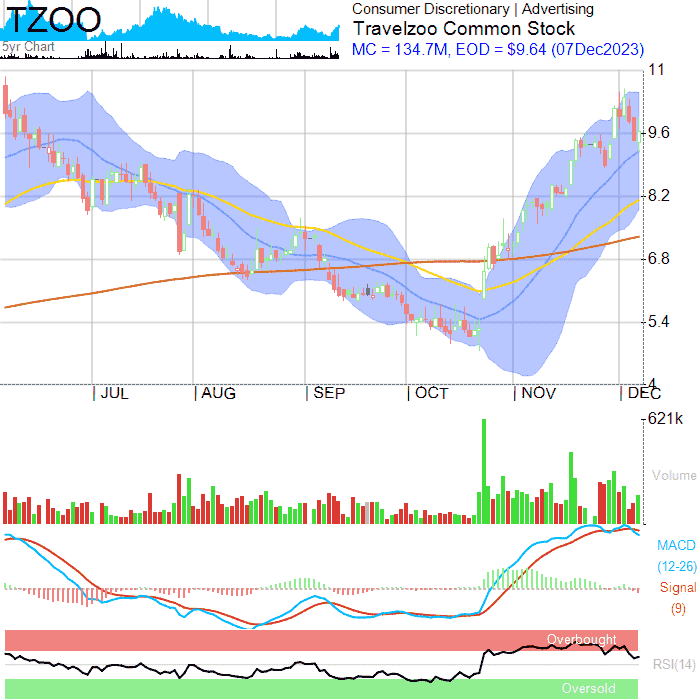 TZOO
5yr Chart
Consumer Discretionary | Advertising
Travelzoo Common Stock
MC = 134.7M, EOD = $9.64 (07Dec2023)
11
9.6
8.2
6.8
5.4
4
JUL AUG SEP OCT NOV DEC
621k
Volume
MACD
(12-26)
Signal
(9)
Overbought
RSI(14)
Oversold